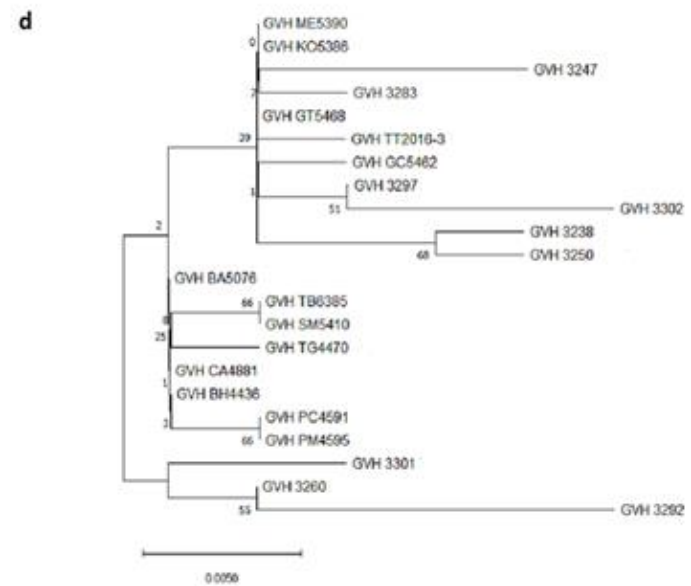 d
GVH ME5390
0
GVH KO5386
GVH 3247
7
GVH 3283
GVH GT5468
39
GVH TT2016-3
GVH GC5462
1
GVH 3297
51
GVH 3302
GVH 3238
68
GVH 3250
2
GVH BA5076
66
GVH TB6385
8
GVH SM5410
25
GVH TG4470
GVH CA4881
1
GVH BH4436
3
GVH PC4591
66
GVH PM4595
GVH 3301
GVH 3260
55
GVH 3292
0.0050